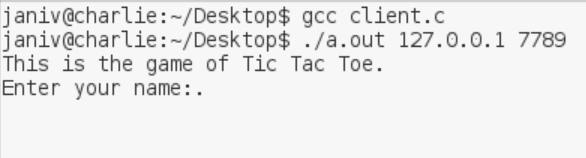 janiv@charlie:~/Desktop$ gcc client.c
janiv@charlie:~/Desktop$ ./a.out 127.0.0.1 7789
This is the game of Tic Tac Toe.
Enter your name:.